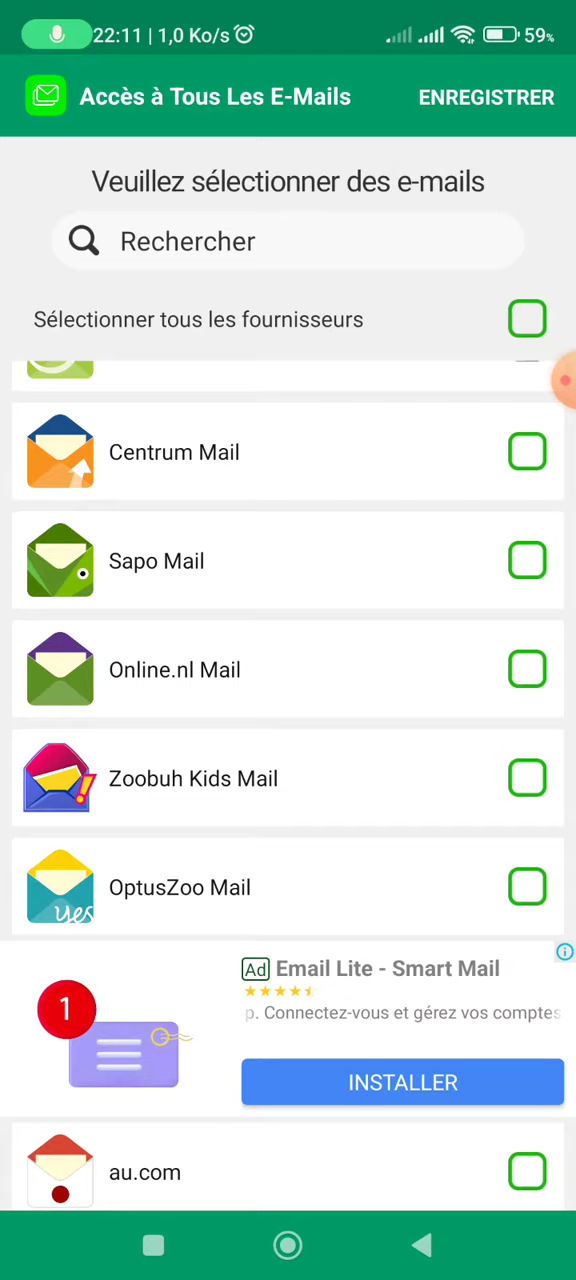 22:11 | 1,0 Ko/s
59%
Accès à Tous Les E-Mails
ENREGISTRER
Veuillez sélectionner des e-mails
Rechercher
Sélectionner tous les fournisseurs
Centrum Mail
Sapo Mail
Online.nl Mail
Zoobuh Kids Mail
yes
OptusZoo Mail
Ad Email Lite - Smart Mail
1
p. Connectez-vous et gérez vos comptes
INSTALLER
au.com